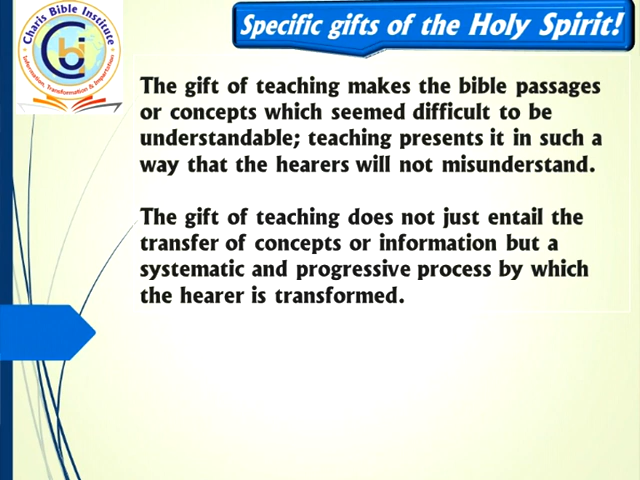 Charis Bible Institute
Information, Transformation & Impartation
Specific gifts of the Holy Spirit!
The gift of teaching makes the bible passages
or concepts which seemed difficult to be
understandable; teaching presents it in such a
way that the hearers will not misunderstand.
The gift of teaching does not just entail the
transfer of concepts or information but a
systematic and progressive process by which
the hearer is transformed.